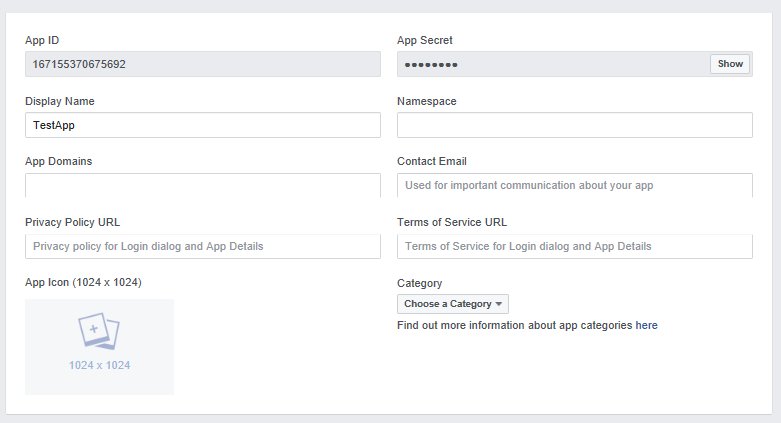 App ID
App Secret
167155370675692
●●●●●●●●
Show
Display Name
Namespace
TestApp
App Domains
Contact Email
Used for important communication about your app
Privacy Policy URL
Terms of Service URL
Privacy policy for Login dialog and App Details
Terms of Service for Login dialog and App Details
App Icon (1024 x 1024)
Category
Choose a Category
Find out more information about app categories here
1024 x 1024